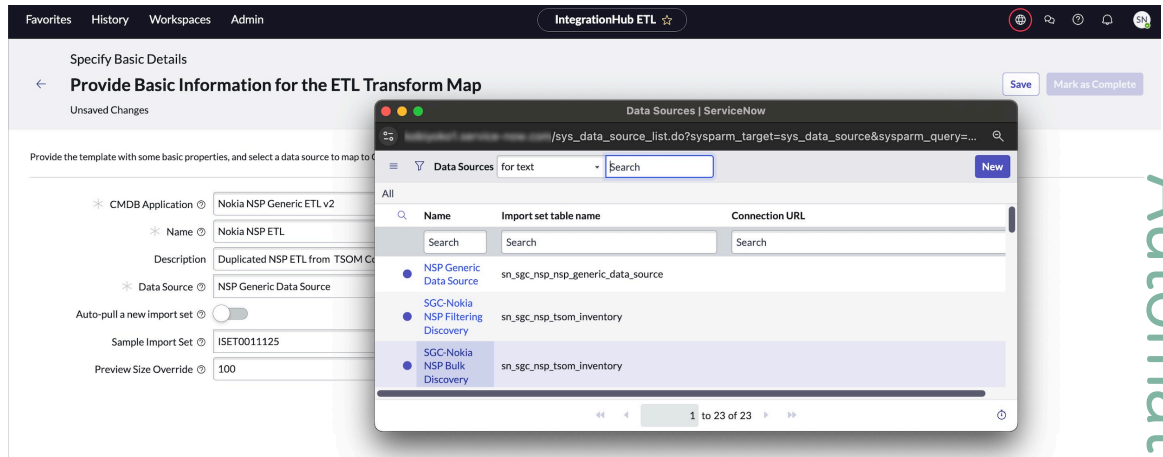 Favorites History Workspaces Admin IntegrationHub ETL SN
Specify Basic Details
Provide Basic Information for the ETL Transform Map
Save Mark as Complete
Unsaved Changes
Data Sources | ServiceNow
/sys_data_source_list.do?sysparm_target=sys_data_source&sysparm_query=...
Provide the template with some basic properties, and select a data source to map to
Data Sources for text Search New
All
CMDB Application Nokia NSP Generic ETL v2
Name Nokia NSP ETL
Description Duplicated NSP ETL from TSOM
Data Source NSP Generic Data Source
Auto-pull a new import set
Sample Import Set ISET0011125
Preview Size Override 100
Name Import set table name Connection URL
Search Search Search
NSP Generic
Data Source
sn_sgc_nsp_nsp_generic_data_source
SGC-Nokia
NSP Filtering
Discovery
sn_sgc_nsp_tsom_inventory
SGC-Nokia
NSP Bulk
Discovery
sn_sgc_nsp_tsom_inventory
1 to 23 of 23